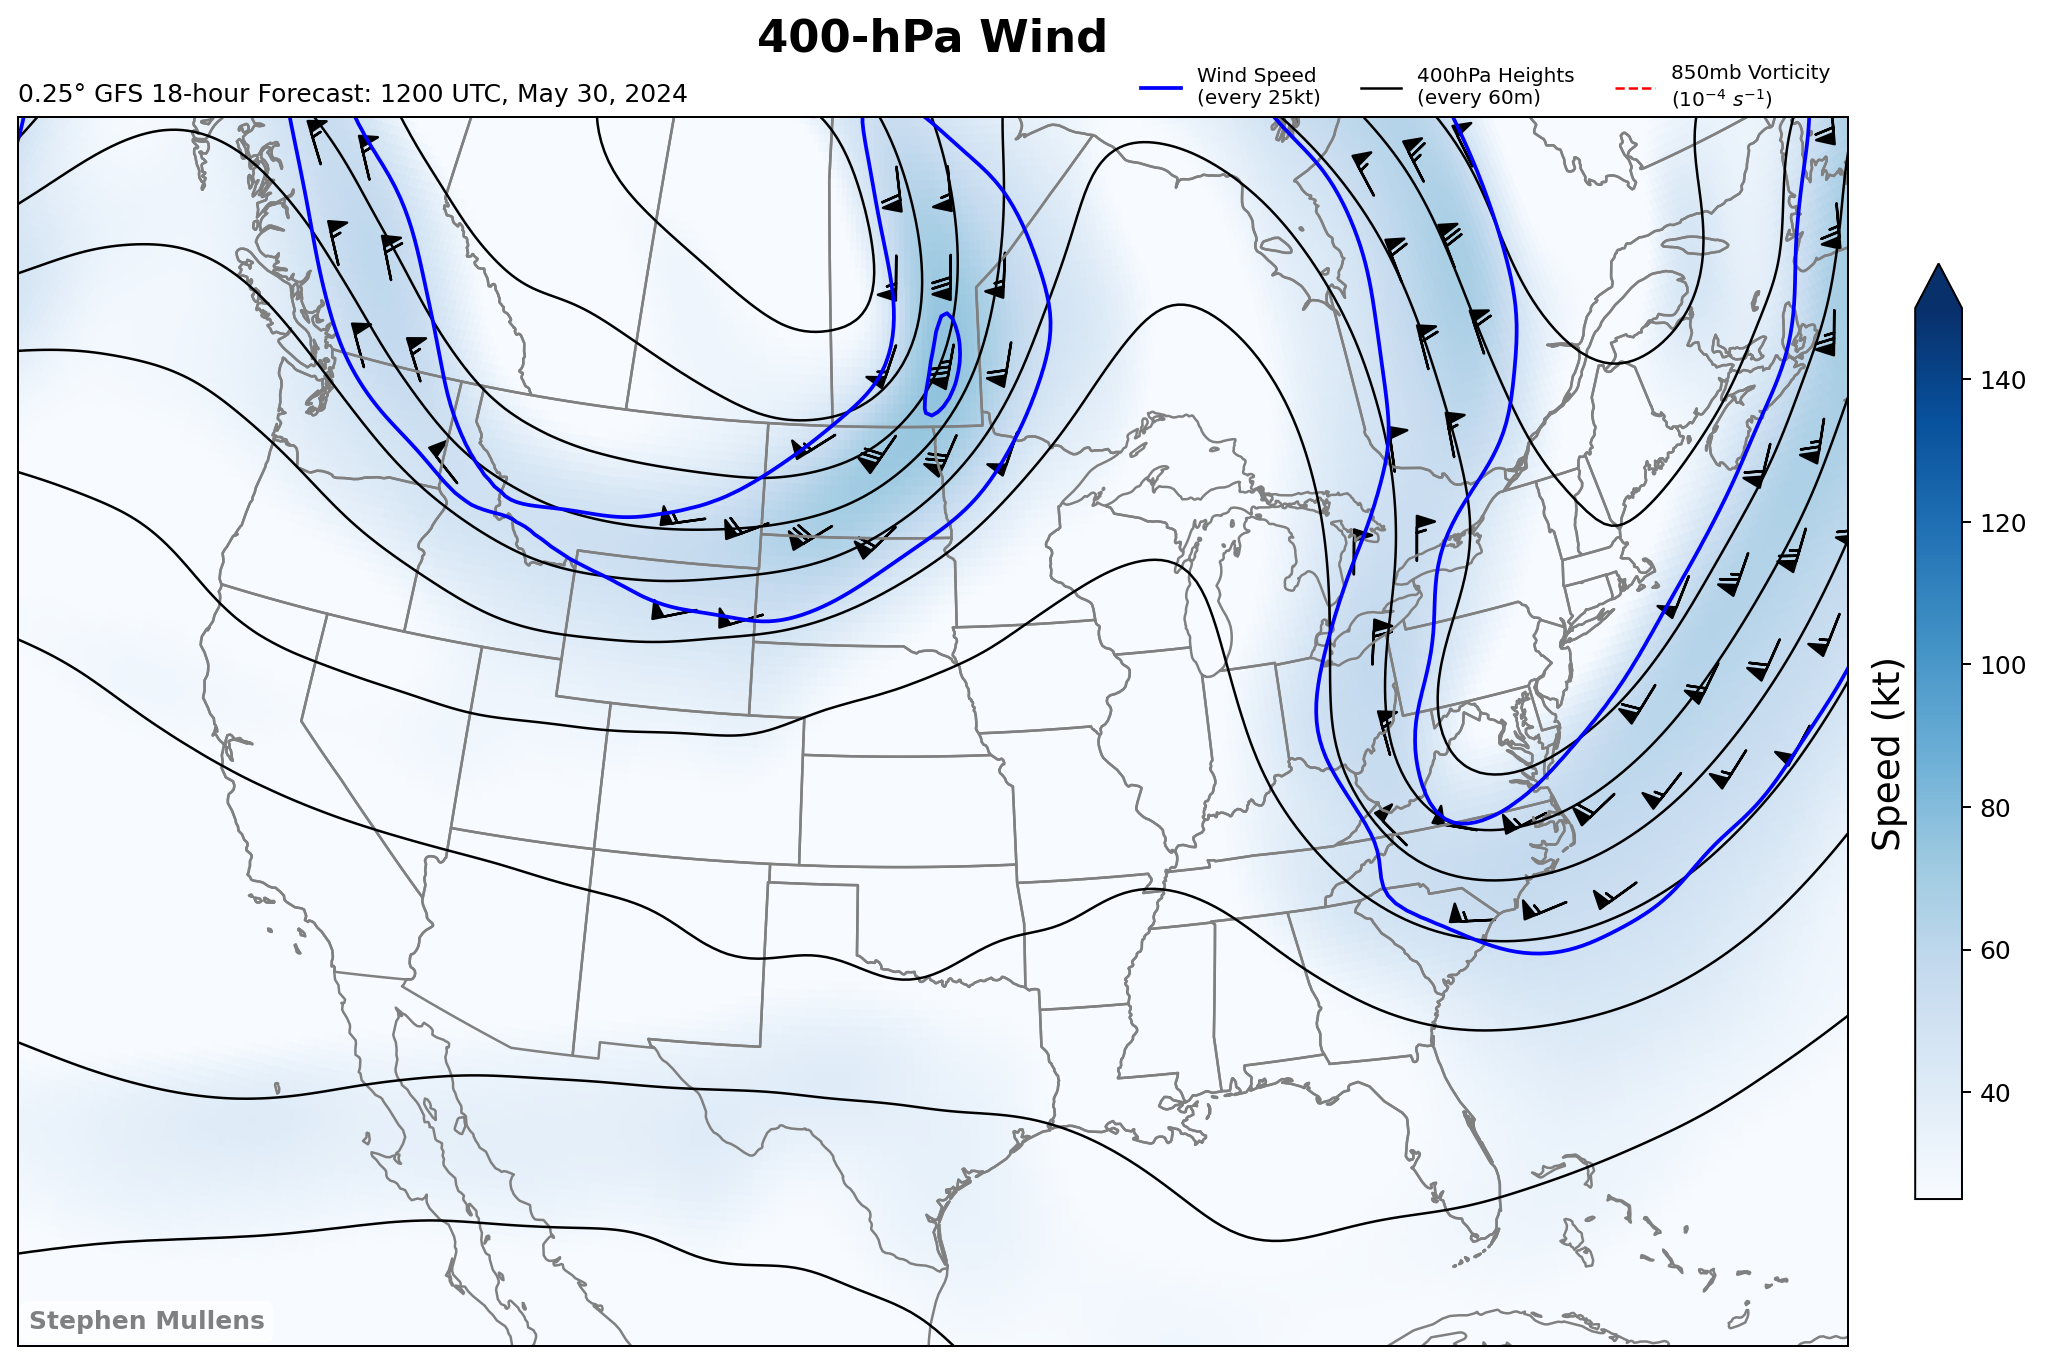 400-hPa Wind
0.25° GFS 18-hour Forecast: 1200 UTC, May 30, 2024
Wind Speed
(every 25kt)
400hPa Heights
(every 60m)
850mb Vorticity
(10⁻⁴ s⁻¹)
140
120
100
80
60
40
Speed (kt)
Stephen Mullens